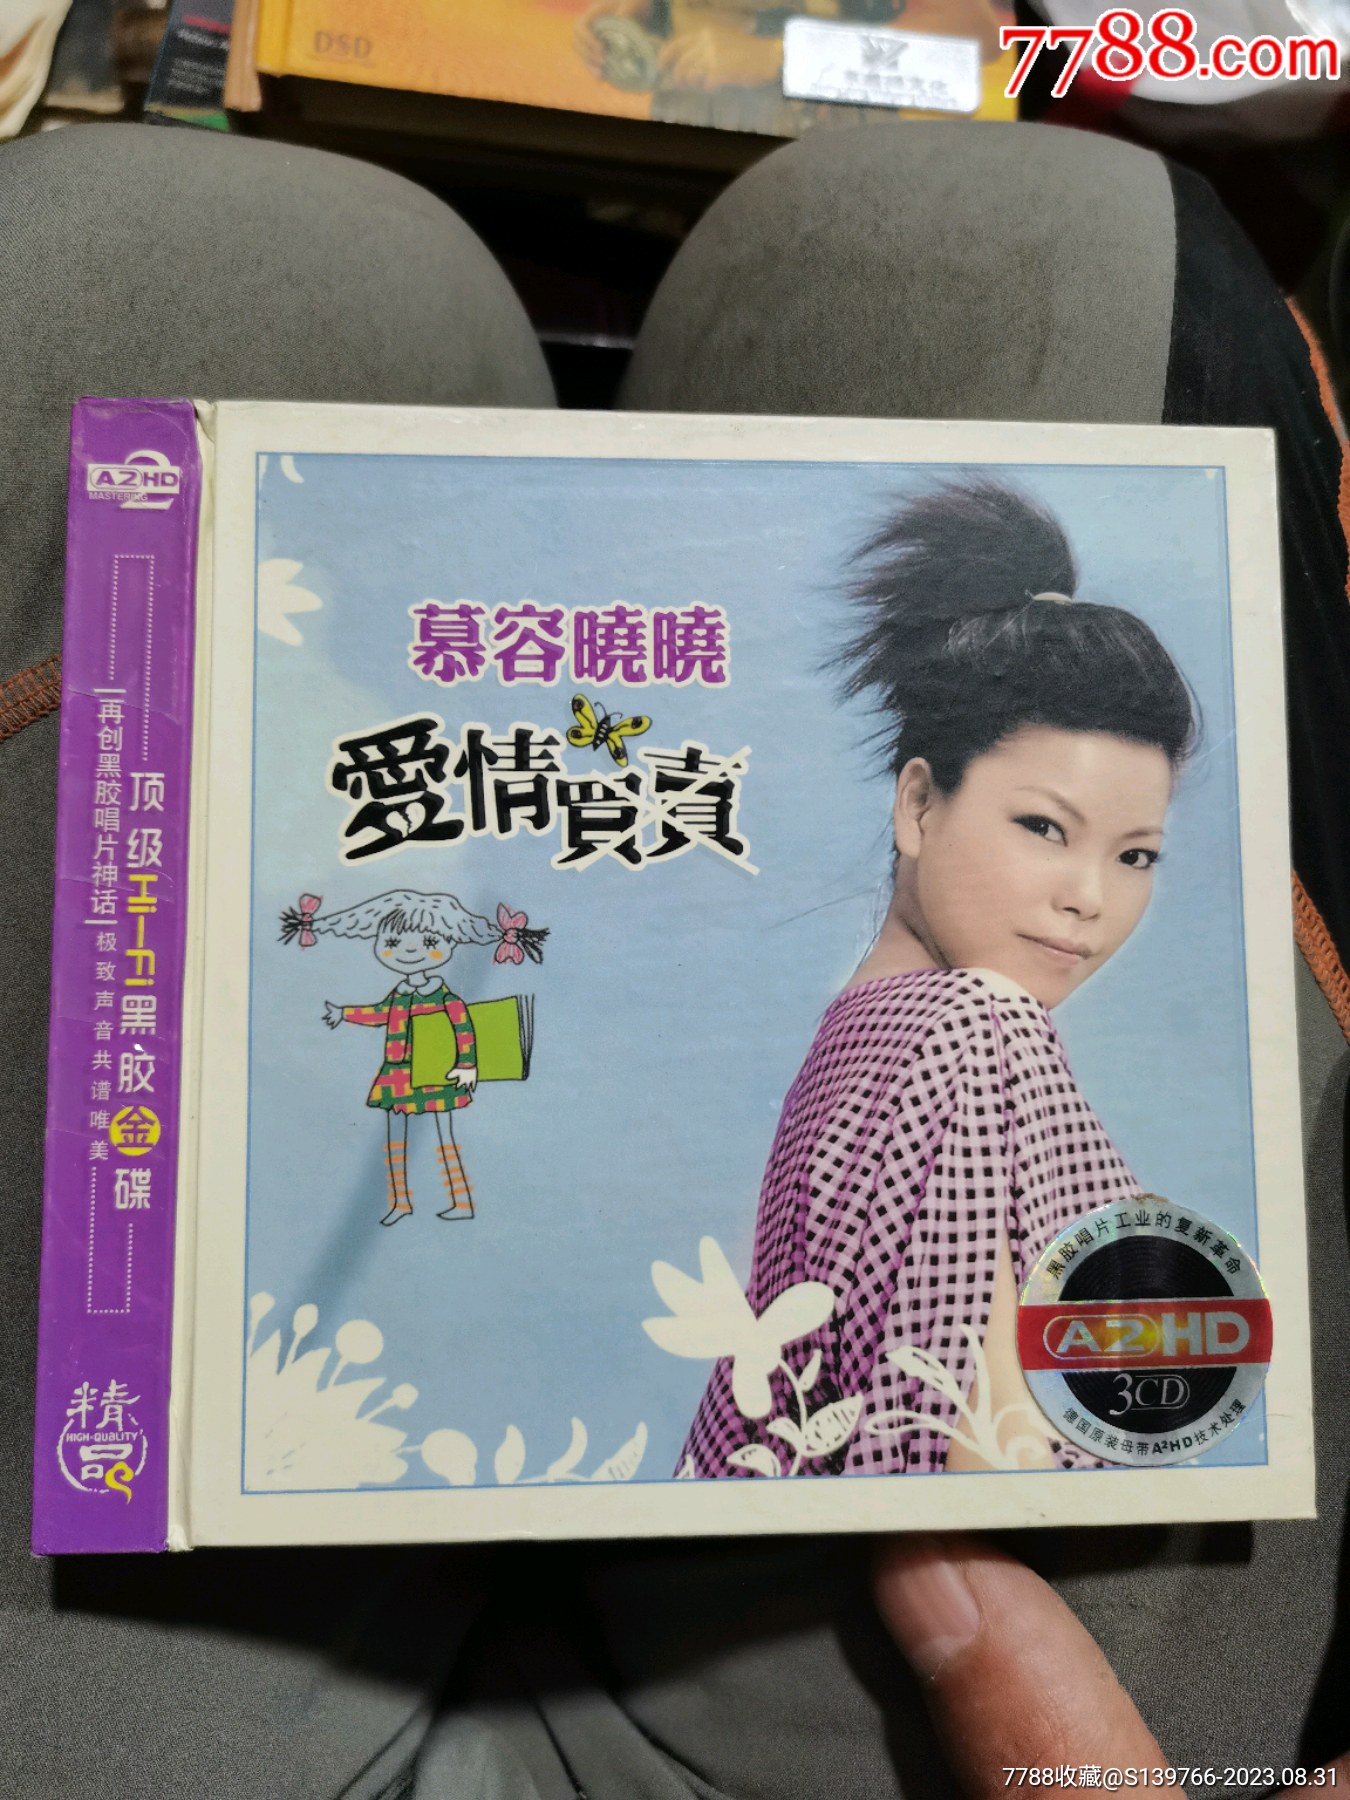 7788.com
DSD
A2HD
2
MASTERING
再创黑胶唱片神话
极致声音共谱唯美
顶级Hi-Fi黑胶金碟
精
HIGH-QUALITY
品
慕容曉曉
愛情買賣
黑胶唱片工业的复新革命
A2HD
3CD
德国原装母带A²HD技术处理
7788收藏@S139766-2023.08.31